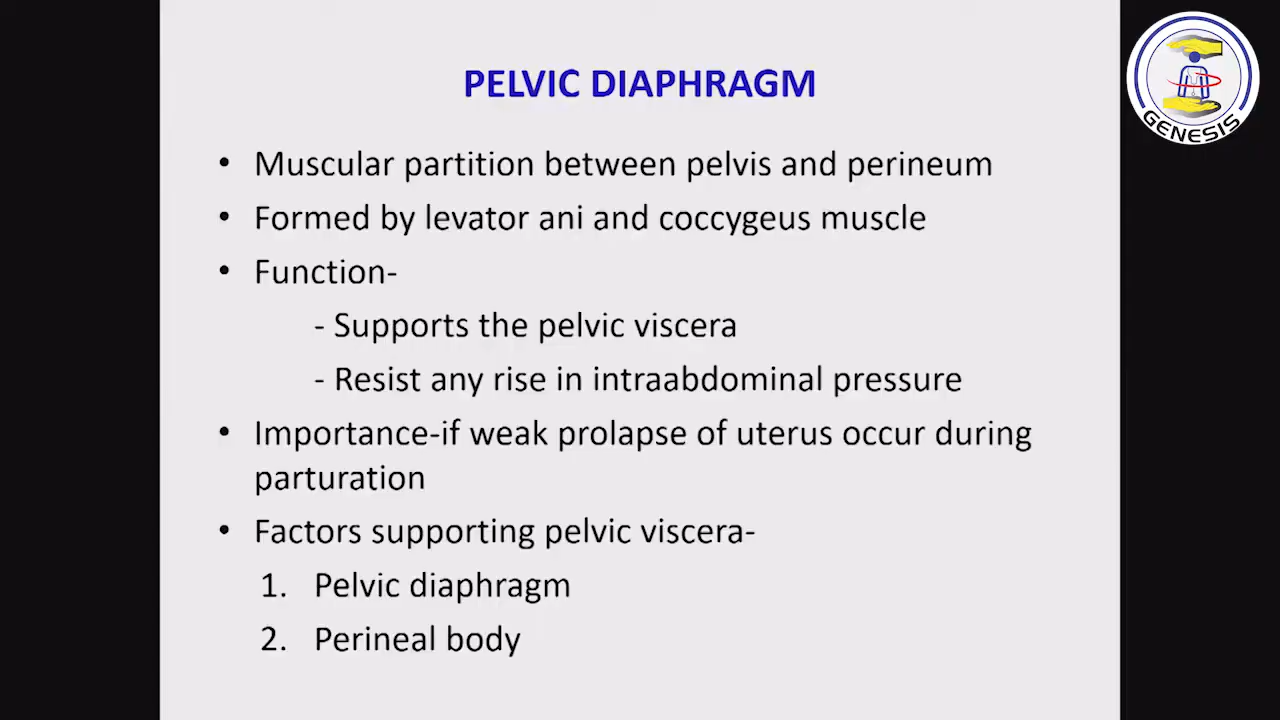 PELVIC DIAPHRAGM
• Muscular partition between pelvis and perineum
• Formed by levator ani and coccygeus muscle
• Function-
- Supports the pelvic viscera
- Resist any rise in intraabdominal pressure
• Importance-if weak prolapse of uterus occur during
parturation
• Factors supporting pelvic viscera-
1. Pelvic diaphragm
2. Perineal body
GENESIS